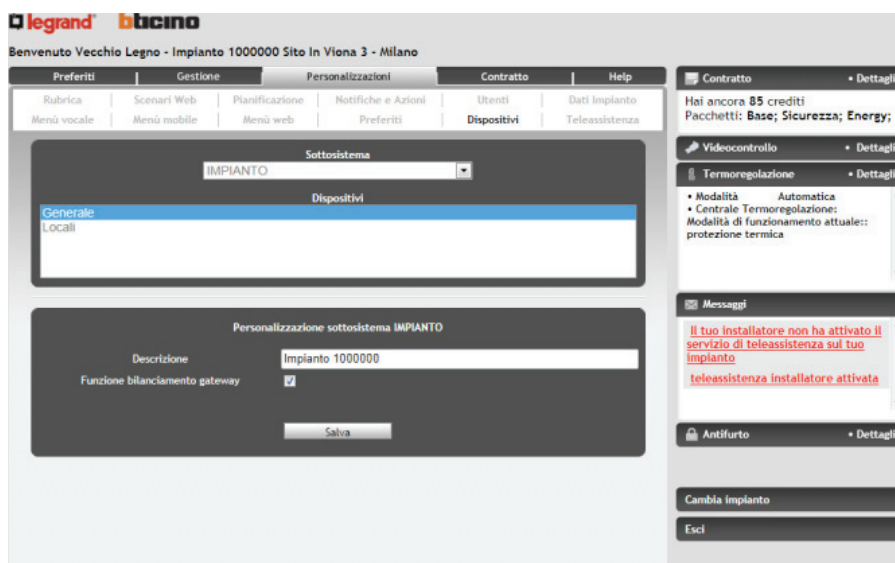 legrand bticino
Benvenuto Vecchio Legno - Impianto 1000000 Sito In Viona 3 - Milano
Preferiti | Gestione Personalizzazioni Contratto | Help
Rubrica Scenari Web Pianificazione Notifiche e Azioni Utenti Dati Impianto
Menù vocale Menù mobile Menù web Preferiti Dispositivi Teleassistenza
Sottosistema
IMPIANTO
Dispositivi
Generale
Locali
Personalizzazione sottosistema IMPIANTO
Descrizione Impianto 1000000
Funzione bilanciamento gateway
Salva
Contratto • Dettagli
Hai ancora 85 crediti
Pacchetti: Base; Sicurezza; Energy;
Videocontrollo • Dettagli
Termoregolazione • Dettagli
• Modalità Automatica
• Centrale Termoregolazione:
Modalità di funzionamento attuale::
protezione termica
Messaggi
Il tuo installatore non ha attivato il
servizio di teleassistenza sul tuo
impianto
teleassistenza installatore attivata
Antifurto • Dettagli
Cambia impianto
Esci